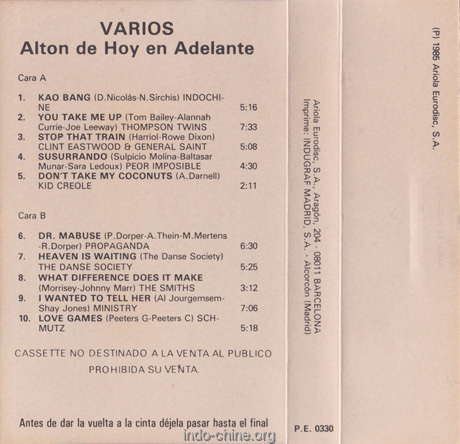 VARIOS
Alton de Hoy en Adelante
Cara A
1. KAO BANG (D.Nicolás-N.Sirchis) INDOCHI-
NE 5:16
2. YOU TAKE ME UP (Tom Bailey-Alannah
Currie-Joe Leeway) THOMPSON TWINS 7:33
3. STOP THAT TRAIN (Harriol-Rowe Dixon)
CLINT EASTWOOD & GENERAL SAINT 5:08
4. SUSURRANDO (Sulpicio Molina-Baltasar
Munar-Sara Ledoux) PEOR IMPOSIBLE 4:30
5. DON'T TAKE MY COCONUTS (A.Darnell)
KID CREOLE 2:11
Cara B
6. DR. MABUSE (P.Dorper-A.Thein-M.Mertens
-R.Dorper) PROPAGANDA 6:30
7. HEAVEN IS WAITING (The Danse Society)
THE DANSE SOCIETY 5:25
8. WHAT DIFFERENCE DOES IT MAKE
(Morrisey-Johnny Marr) THE SMITHS 3:12
9. I WANTED TO TELL HER (Al Jourgemsem-
Shay Jones) MINISTRY 7:06
10. LOVE GAMES (Peeters G-Peeters C) SCH-
MUTZ 5:18
CASSETTE NO DESTINADO A LA VENTA AL PUBLICO
PROHIBIDA SU VENTA.
Antes de dar la vuelta a la cinta déjela pasar hasta el final
Ariola Eurodisc, S.A., Aragón, 204 - 08011 BARCELONA
Imprime: INDUGRAF MADRID, S.A. - Alcorcón (Madrid)
P.E. 0330
(P) 1985 Ariola Eurodisc, S.A.
indo-chine.org